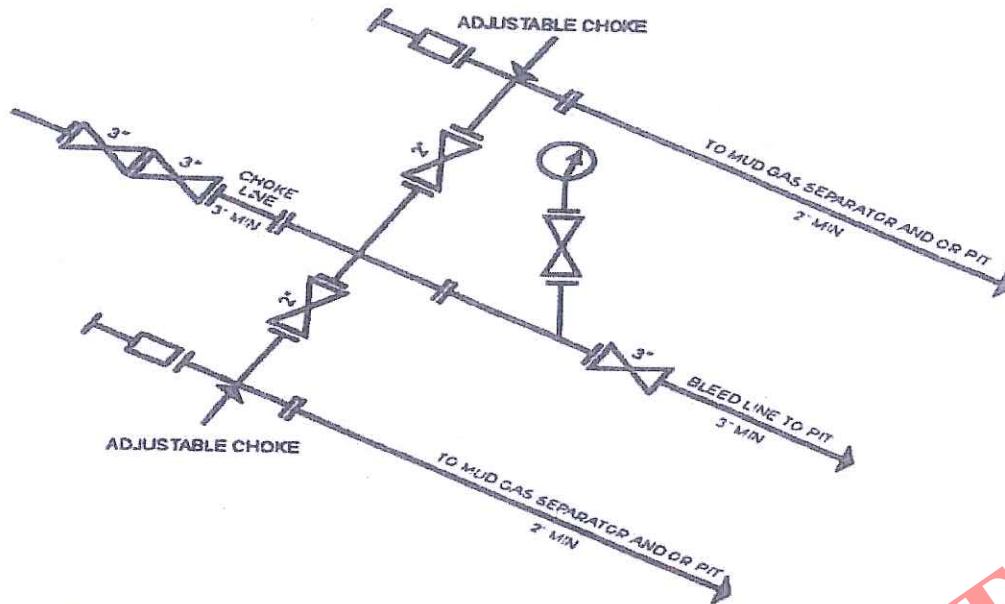 ADJUSTABLE CHOKE
3"
3"
CHOKE
LINE
3" MIN
2"
TO MUD GAS SEPARATOR AND OR PIT
2" MIN
2"
3"
BLEED LINE TO PIT
3" MIN
ADJUSTABLE CHOKE
TO MUD GAS SEPARATOR AND OR PIT
2" MIN
T